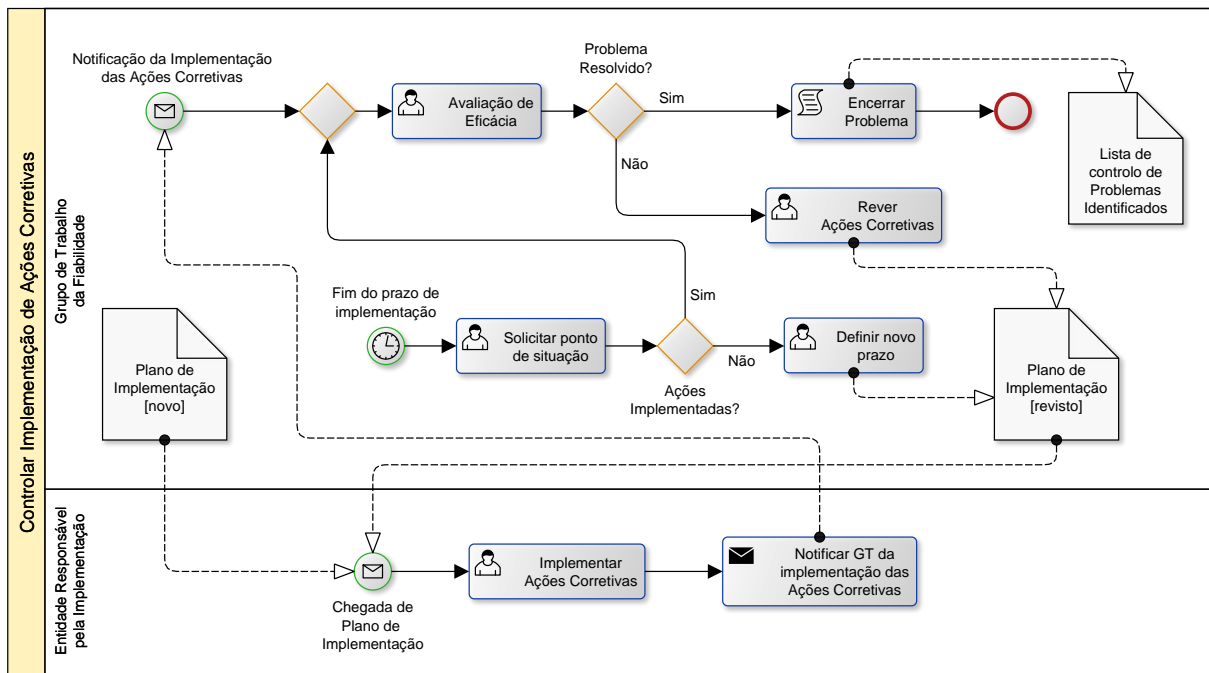 Controlar Implementação de Ações Corretivas
Grupo de Trabalho
da Fiabilidade
Notificação da Implementação
das Ações Corretivas
Avaliação de
Eficácia
Problema
Resolvido?
Sim
Encerrar
Problema
Lista de
controlo de
Problemas
Identificados
Não
Rever
Ações Corretivas
Fim do prazo de
implementação
Solicitar ponto
de situação
Sim
Ações
Implementadas?
Não
Definir novo
prazo
Plano de
Implementação
[novo]
Plano de
Implementação
[revisto]
Entidade Responsável
pela Implementação
Chegada de
Plano de
Implementação
Implementar
Ações Corretivas
Notificar GT da
implementação das
Ações Corretivas